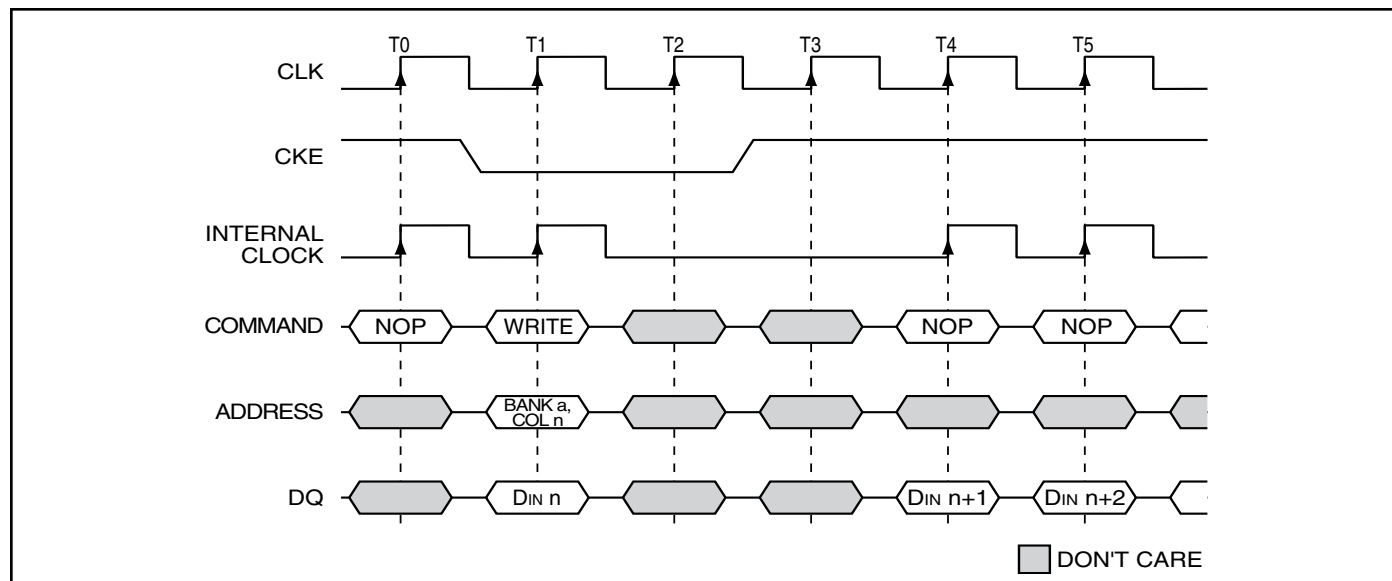 T0 T1 T2 T3 T4 T5
CLK
CKE
INTERNAL
CLOCK
COMMAND NOP WRITE NOP NOP
ADDRESS BANK a,
COL n
DQ DIN n DIN n+1 DIN n+2
DON'T CARE